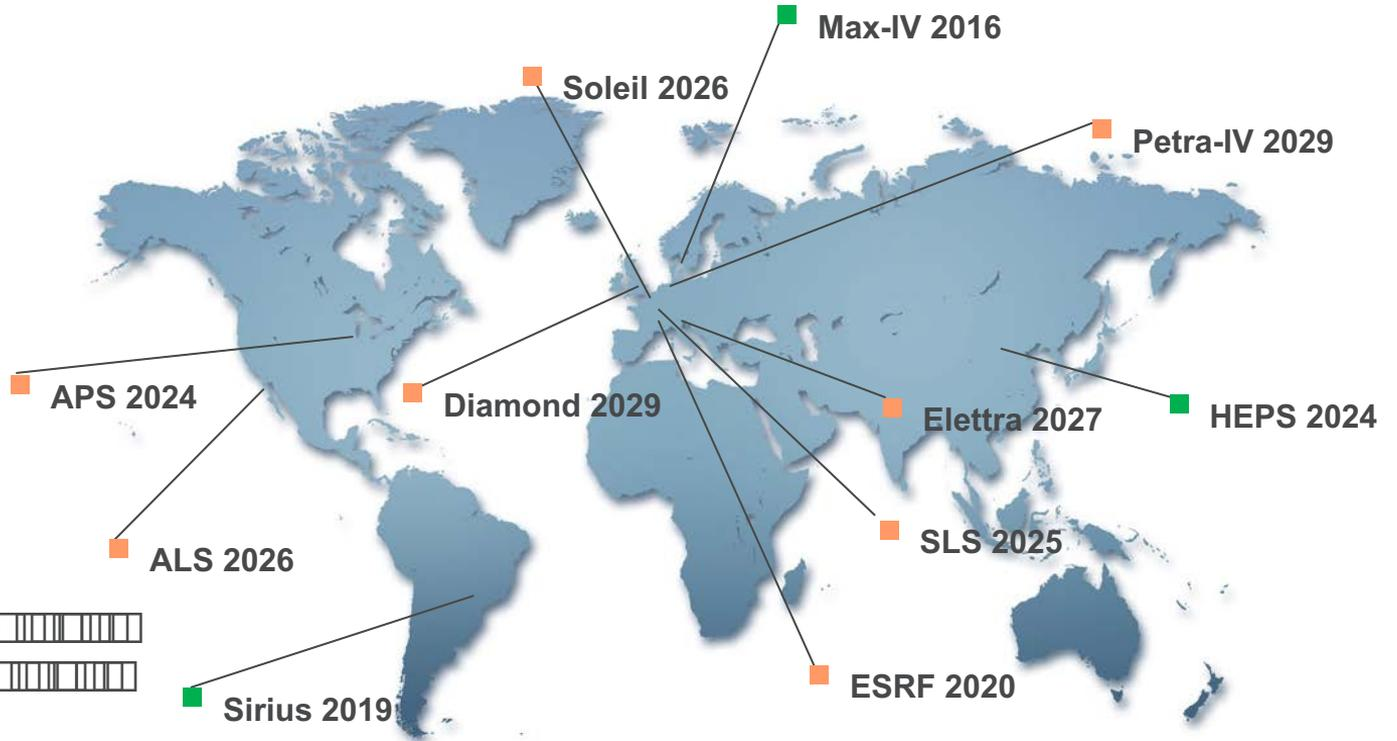 Max-IV 2016
Soleil 2026
Petra-IV 2029
APS 2024
Diamond 2029
Elettra 2027
HEPS 2024
SLS 2025
ALS 2026
ESRF 2020
Sirius 2019